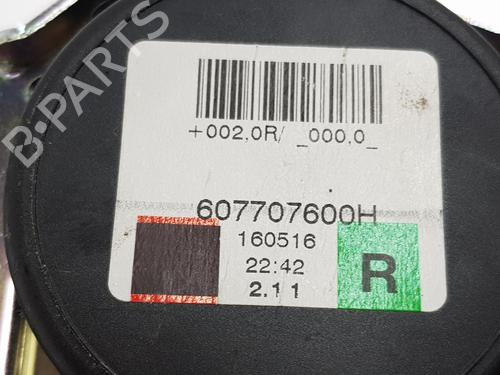 B-PARTS
+002,0R/ _000,0_
607707600H
160516
22:42
2.11
R